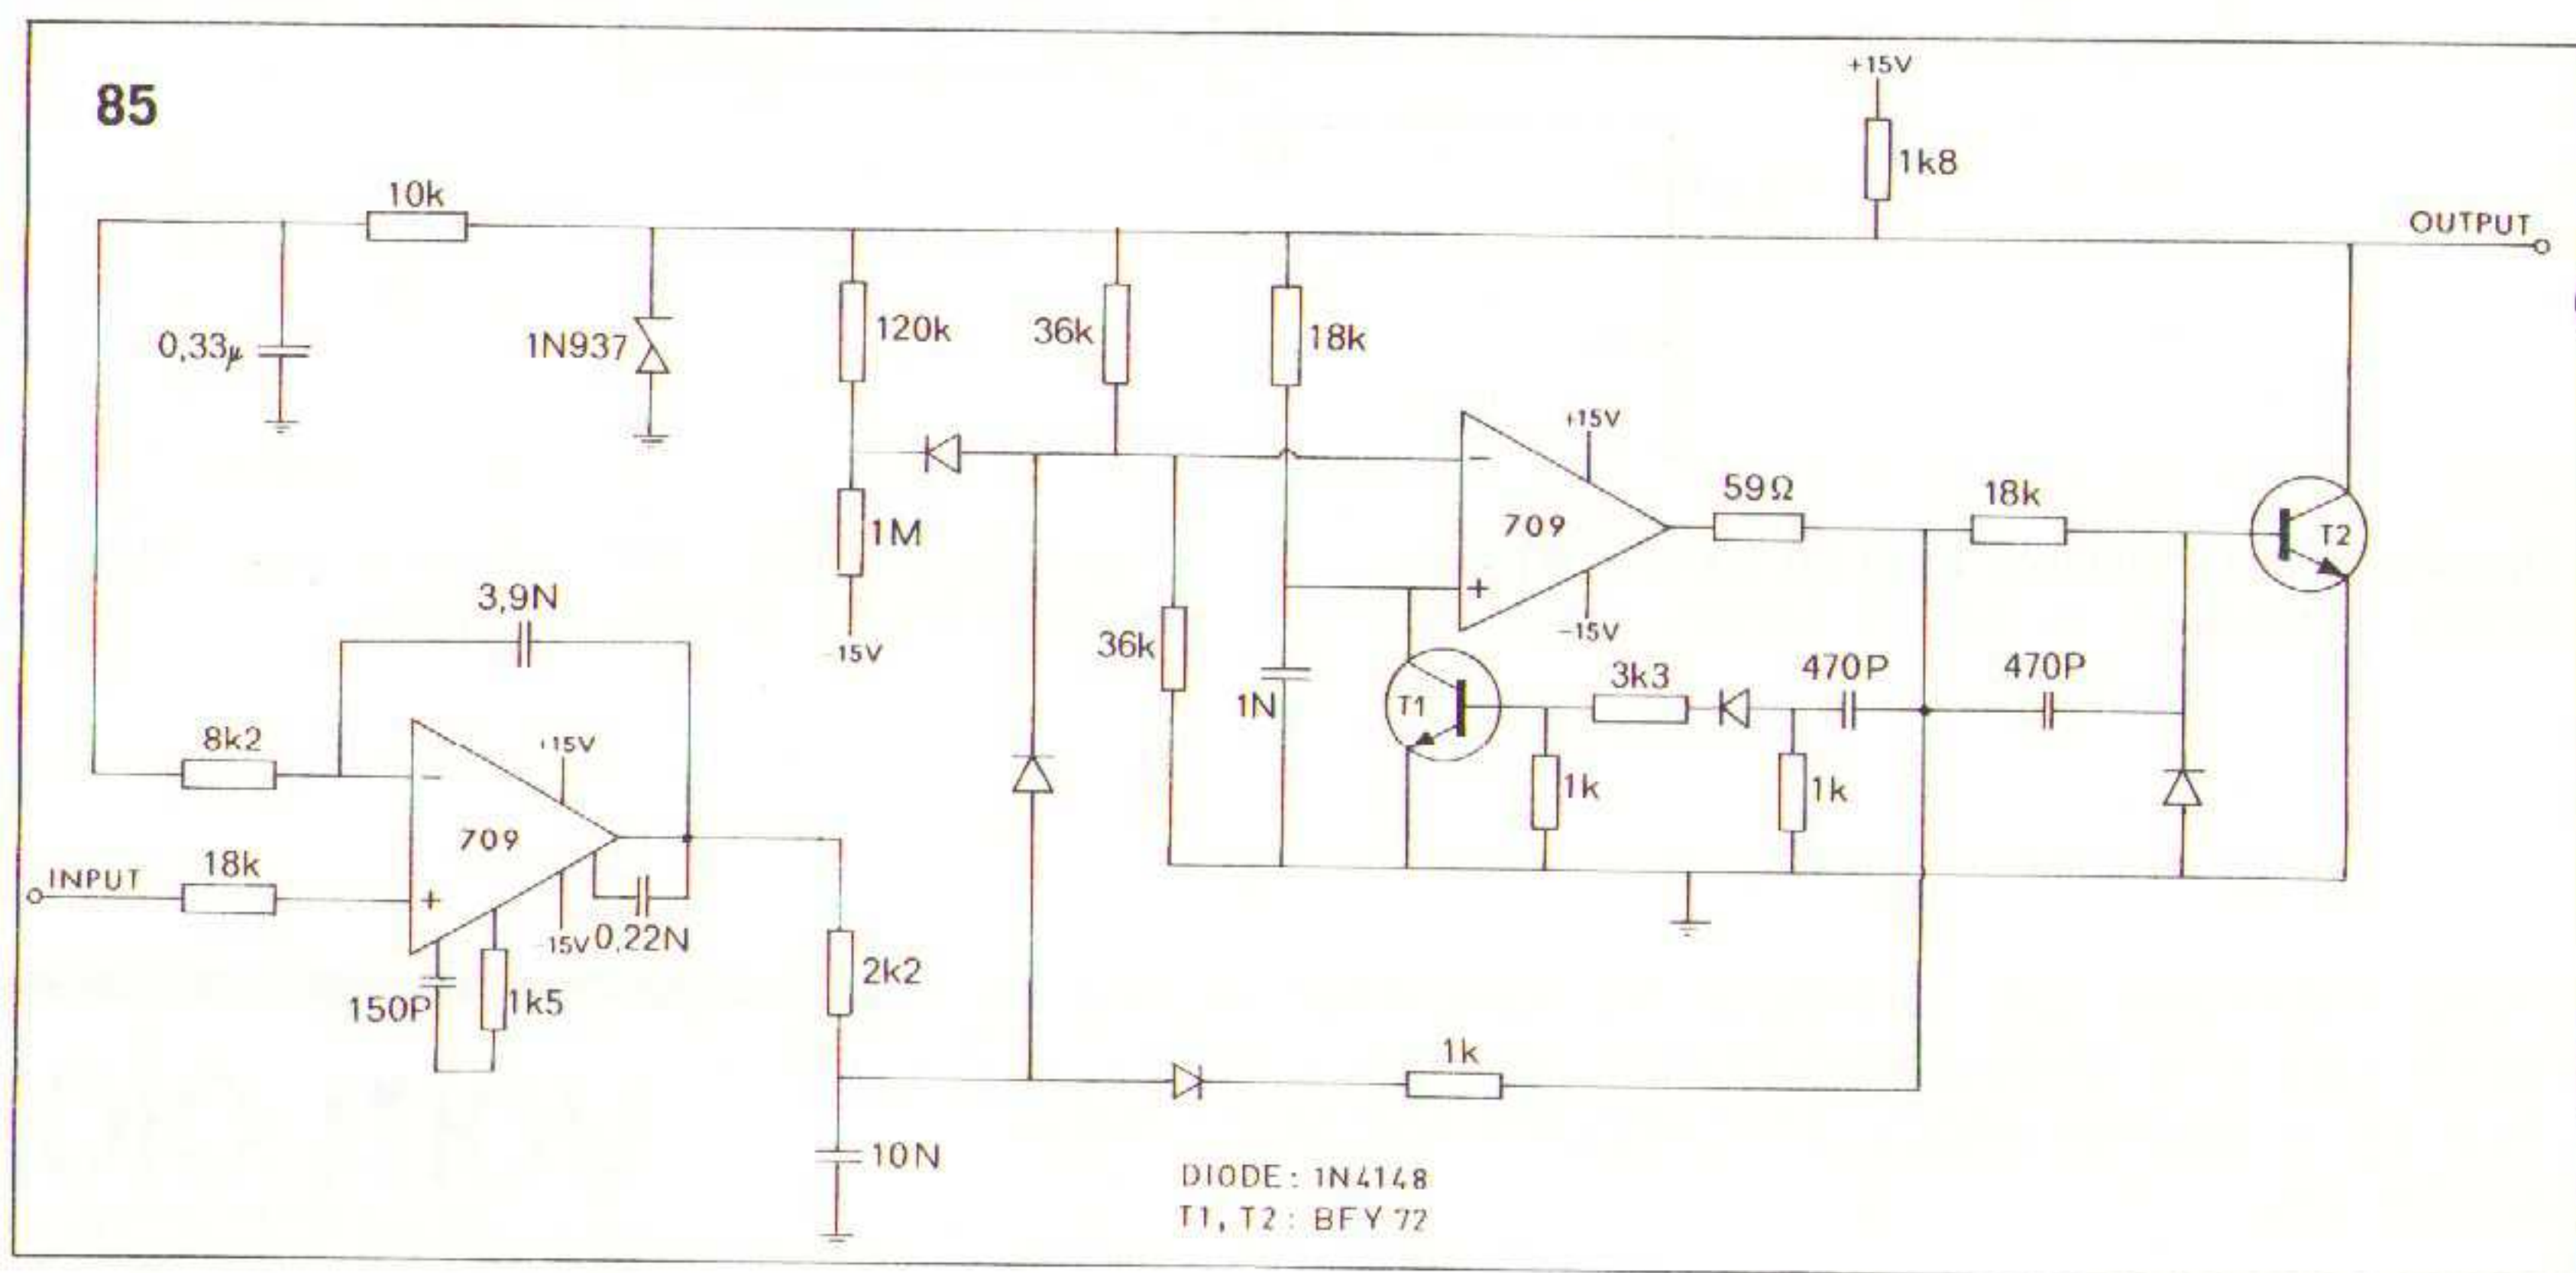 85
+15V
1k8
OUTPUT
10k
0,33µ
1N937
120k
36k
18k
+15V
709
-15V
59Ω
18k
T2
1M
-15V
3,9N
36k
1N
T1
3k3
470P
470P
1k
1k
8k2
+15V
709
INPUT
18k
-15V
0,22N
150P
1k5
2k2
1k
10N
DIODE: 1N4148
T1, T2: BFY 72